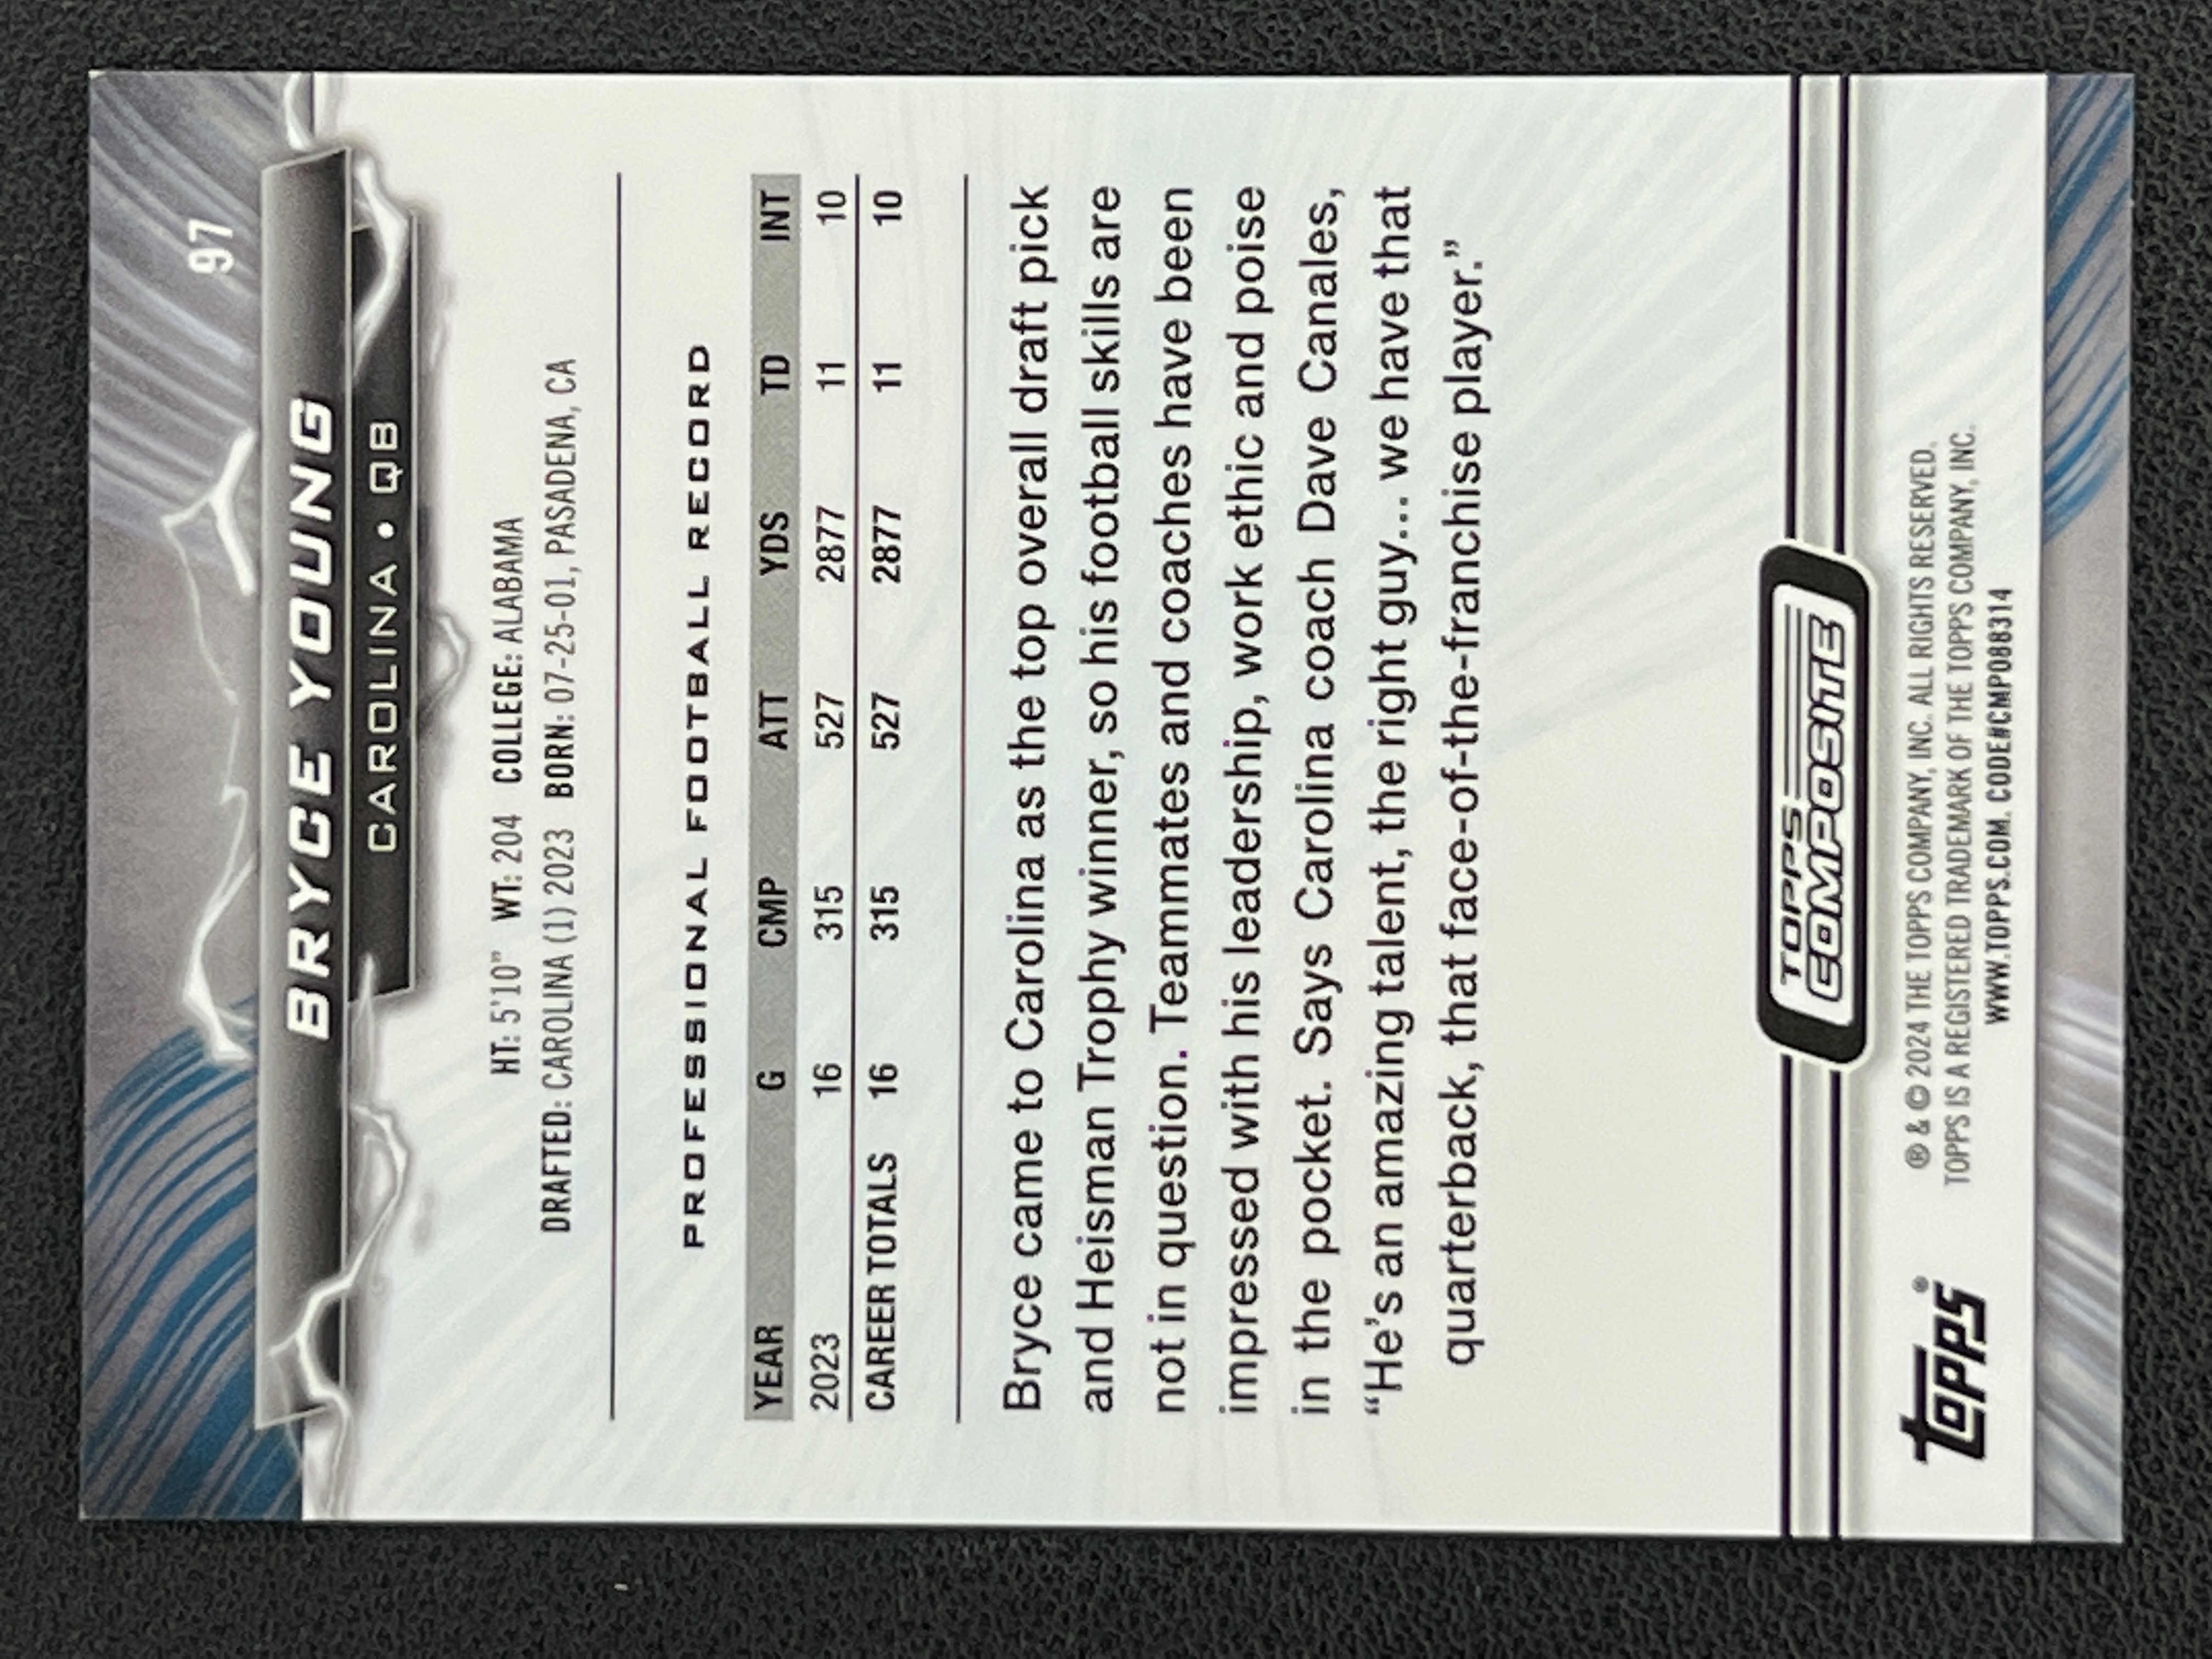 97
BRYCE YOUNG
CAROLINA • QB
HT: 5'10" WT: 204 COLLEGE: ALABAMA
DRAFTED: CAROLINA (1) 2023 BORN: 07-25-01, PASADENA, CA
PROFESSIONAL FOOTBALL RECORD
YEAR G CMP ATT YDS TD INT
2023 16 315 527 2877 11 10
CAREER TOTALS 16 315 527 2877 11 10
Bryce came to Carolina as the top overall draft pick
and Heisman Trophy winner, so his football skills are
not in question. Teammates and coaches have been
impressed with his leadership, work ethic and poise
in the pocket. Says Carolina coach Dave Canales,
“He’s an amazing talent, the right guy... we have that
quarterback, that face-of-the-franchise player.”
TOPPS
COMPOSITE
topps®
® & © 2024 THE TOPPS COMPANY, INC. ALL RIGHTS RESERVED.
TOPPS IS A REGISTERED TRADEMARK OF THE TOPPS COMPANY, INC.
WWW.TOPPS.COM. CODE#CMP088314